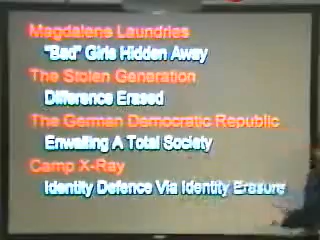 Magdalene Laundries
"Bad" Girls Hidden Away
The Stolen Generation
Difference Erased
The German Democratic Republic
Enwalling A Total Society
Camp X-Ray
Identity Defence Via Identity Erasure